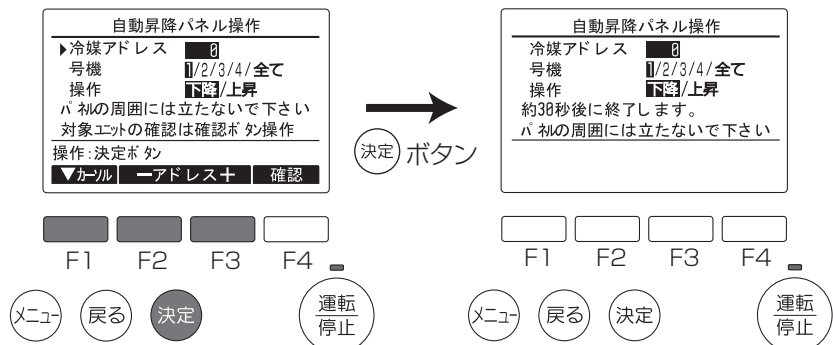 自動昇降パネル操作
▶冷媒アドレス 0
号機 1/2/3/4/全て
操作 下降/上昇
パネルの周囲には立たないで下さい
対象ユニットの確認は確認ボタン操作
操作:決定ボタン
▼カーソル ーアドレス+ 確認
F1 F2 F3 F4
メニュー 戻る 決定 運転
停止
決定 ボタン
自動昇降パネル操作
冷媒アドレス 0
号機 1/2/3/4/全て
操作 下降/上昇
約30秒後に終了します。
パネルの周囲には立たないで下さい
F1 F2 F3 F4
メニュー 戻る 決定 運転
停止